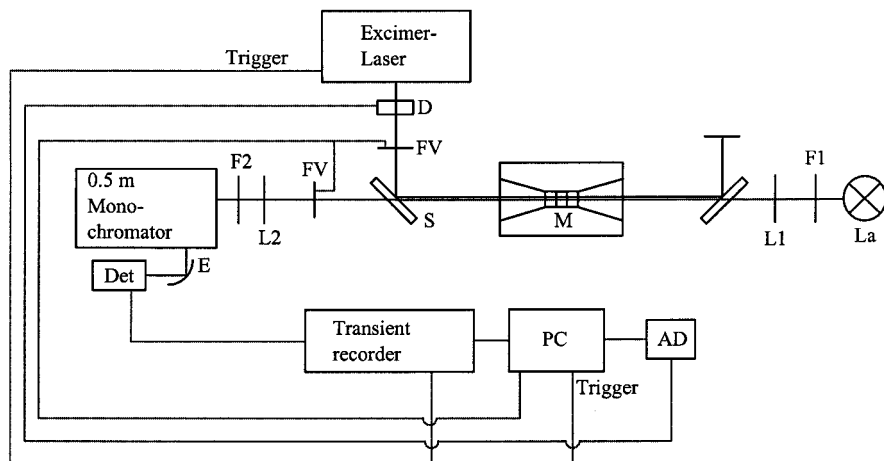 Excimer-
Laser
Trigger
D
FV
F2
FV
F1
0.5 m
Mono-
chromator
L2
S
M
L1
La
Det
E
Transient
recorder
PC
AD
Trigger